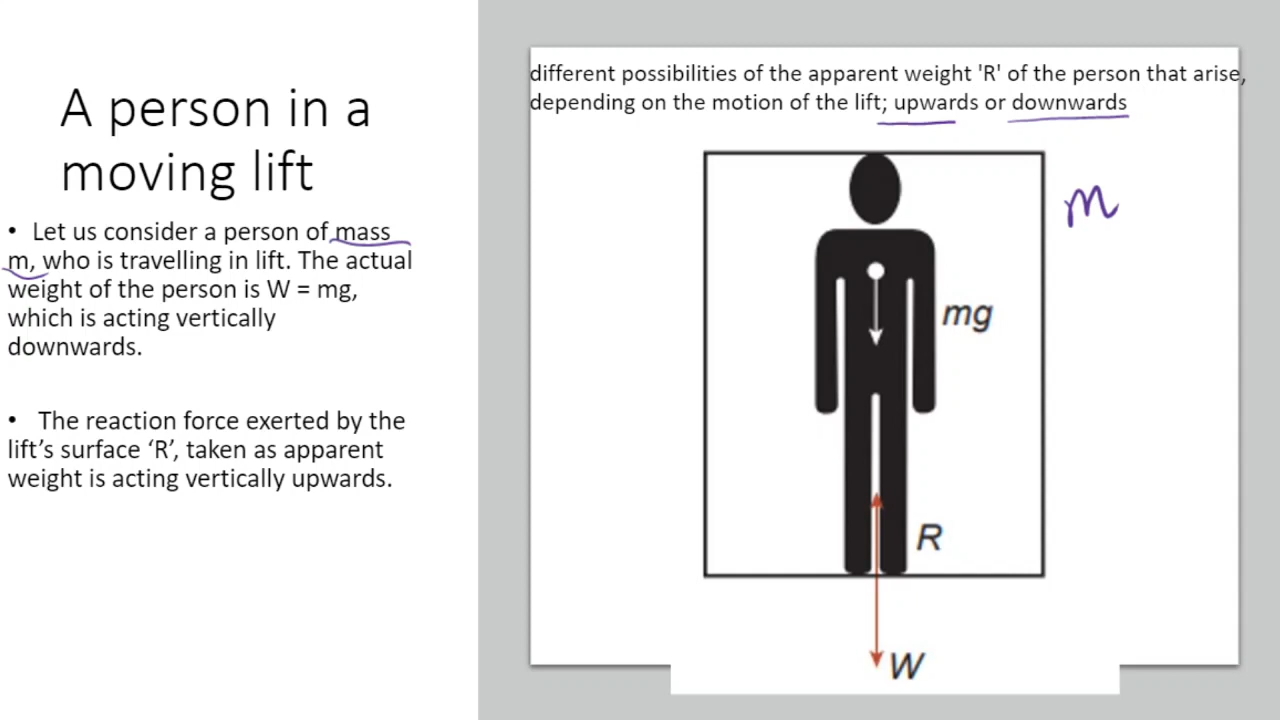 A person in a
moving lift
• Let us consider a person of mass
m, who is travelling in lift. The actual
weight of the person is W = mg,
which is acting vertically
downwards.
• The reaction force exerted by the
lift’s surface ‘R’, taken as apparent
weight is acting vertically upwards.
different possibilities of the apparent weight 'R' of the person that arise,
depending on the motion of the lift; upwards or downwards
m
mg
R
W